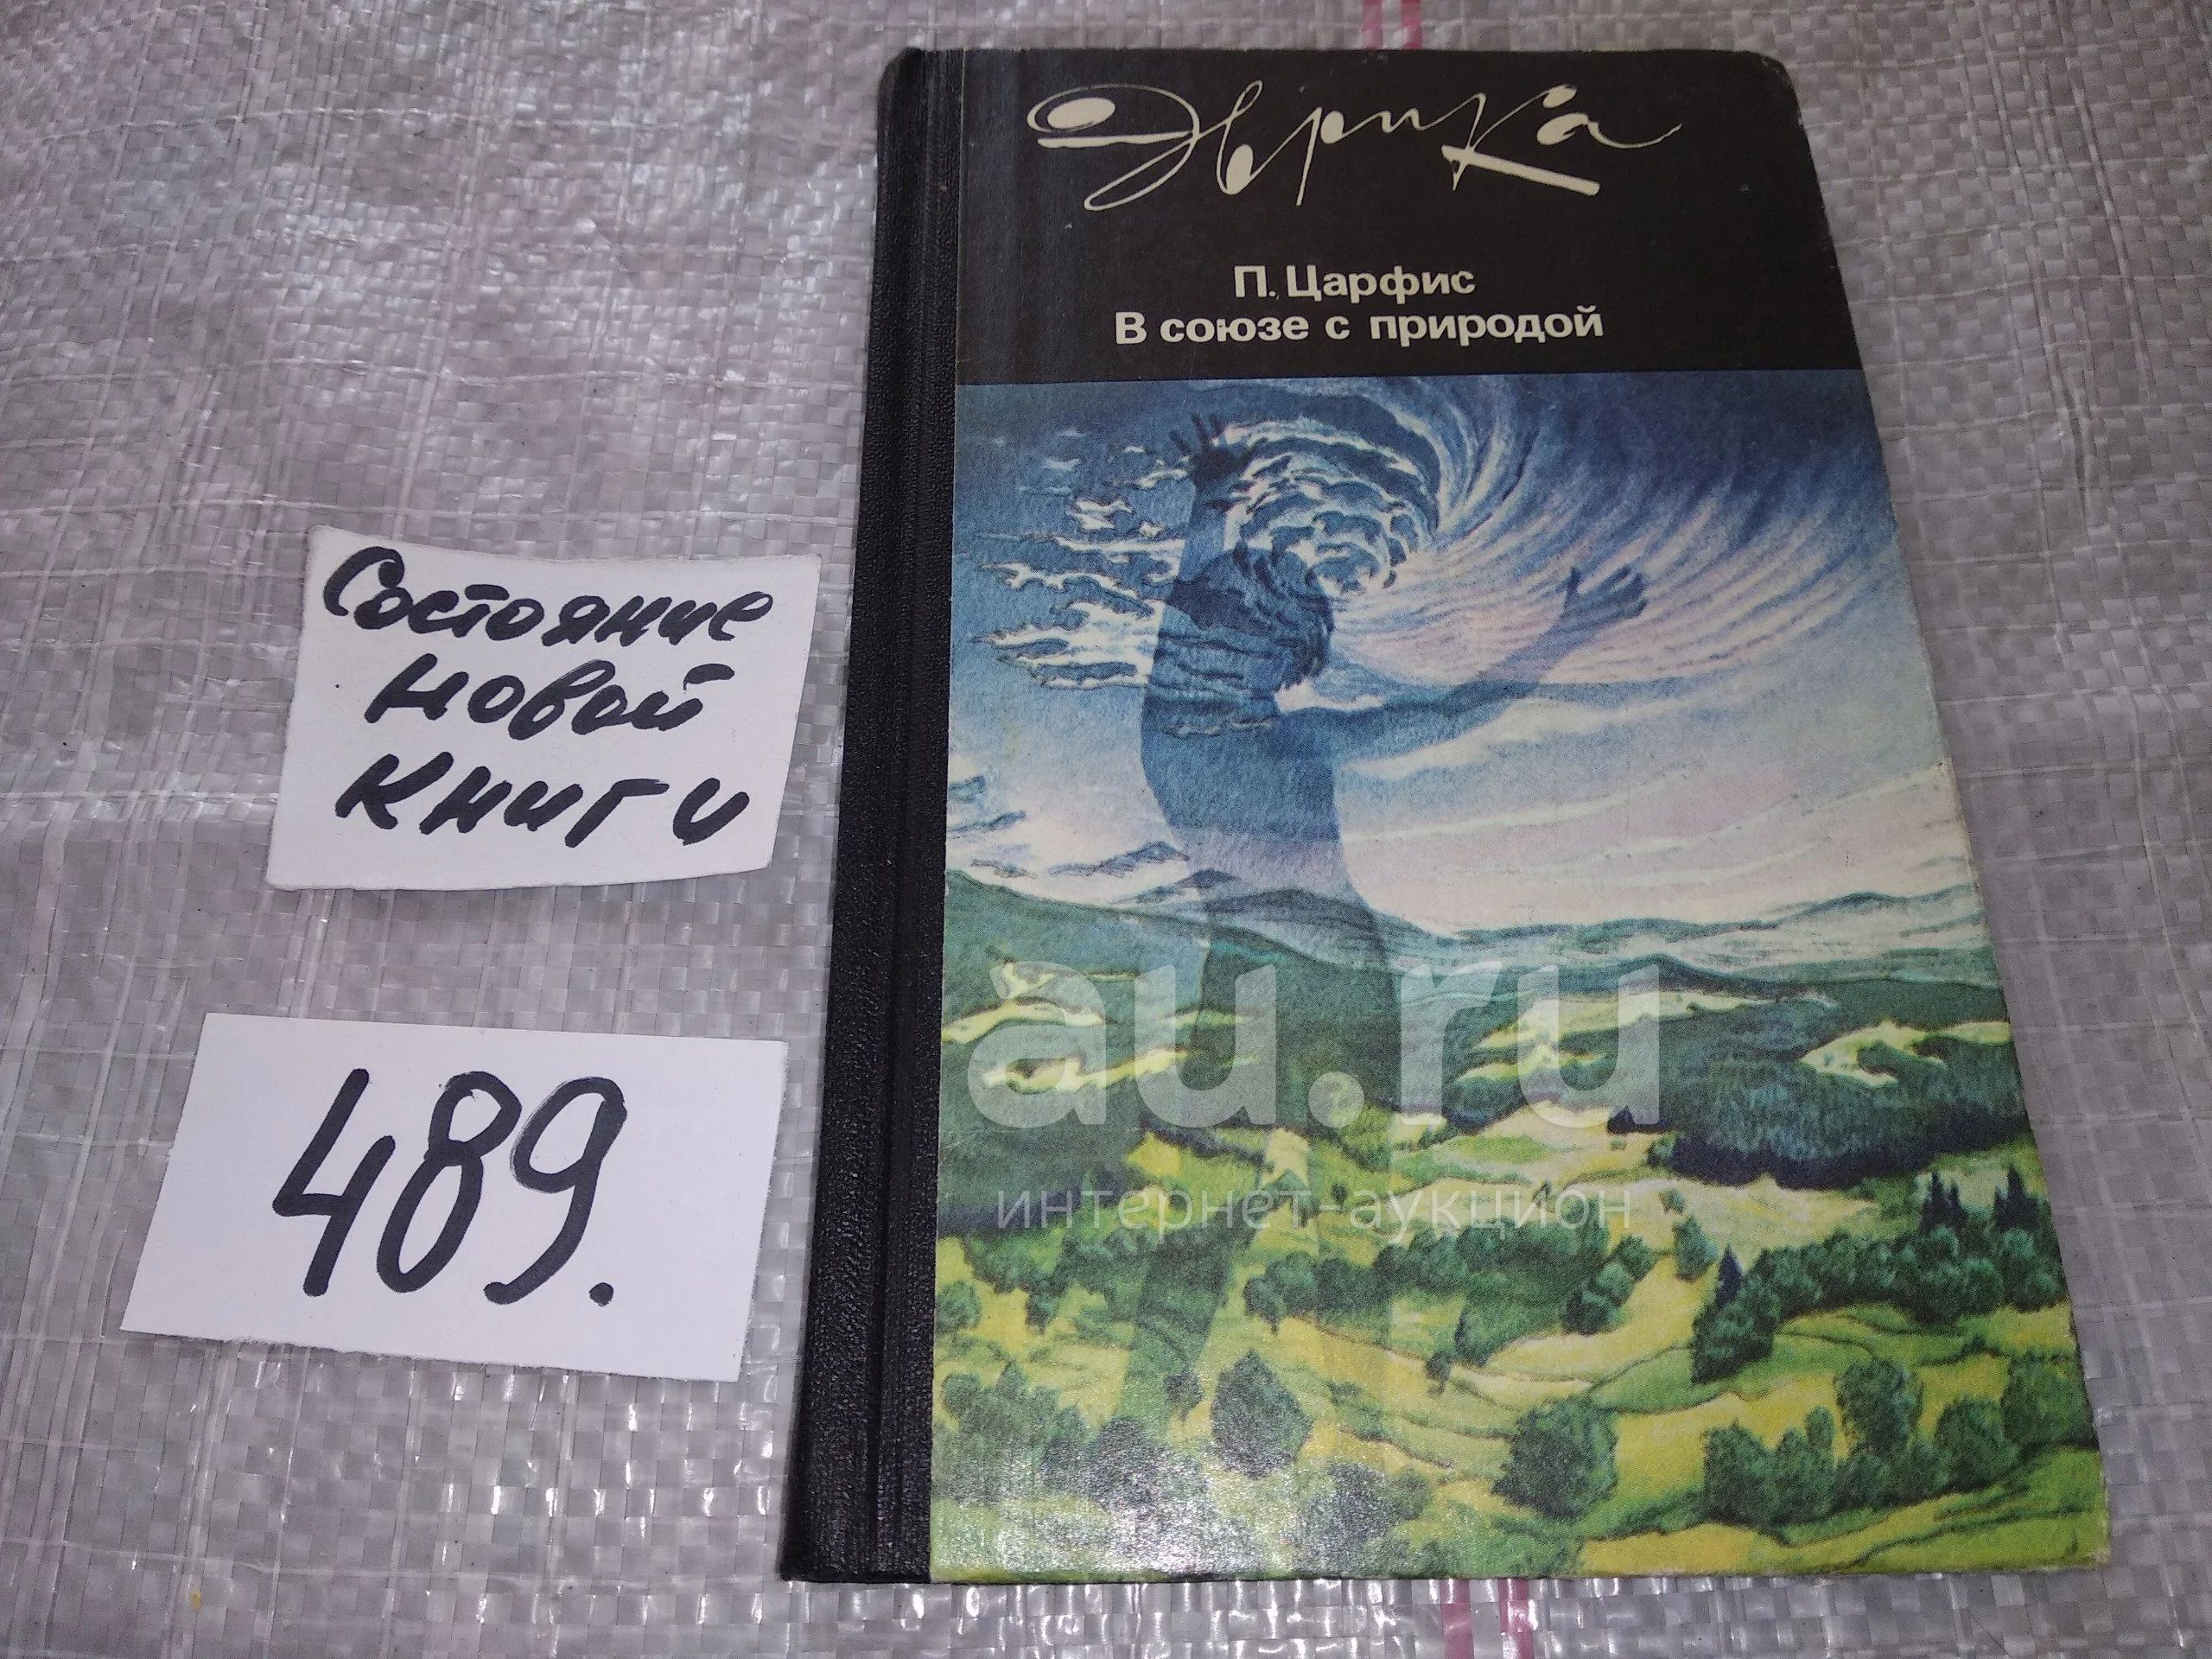 Эврика
П. Царфис
В союзе с природой
Состояние
новой
книги
489.
au.ru
интернет-аукцион